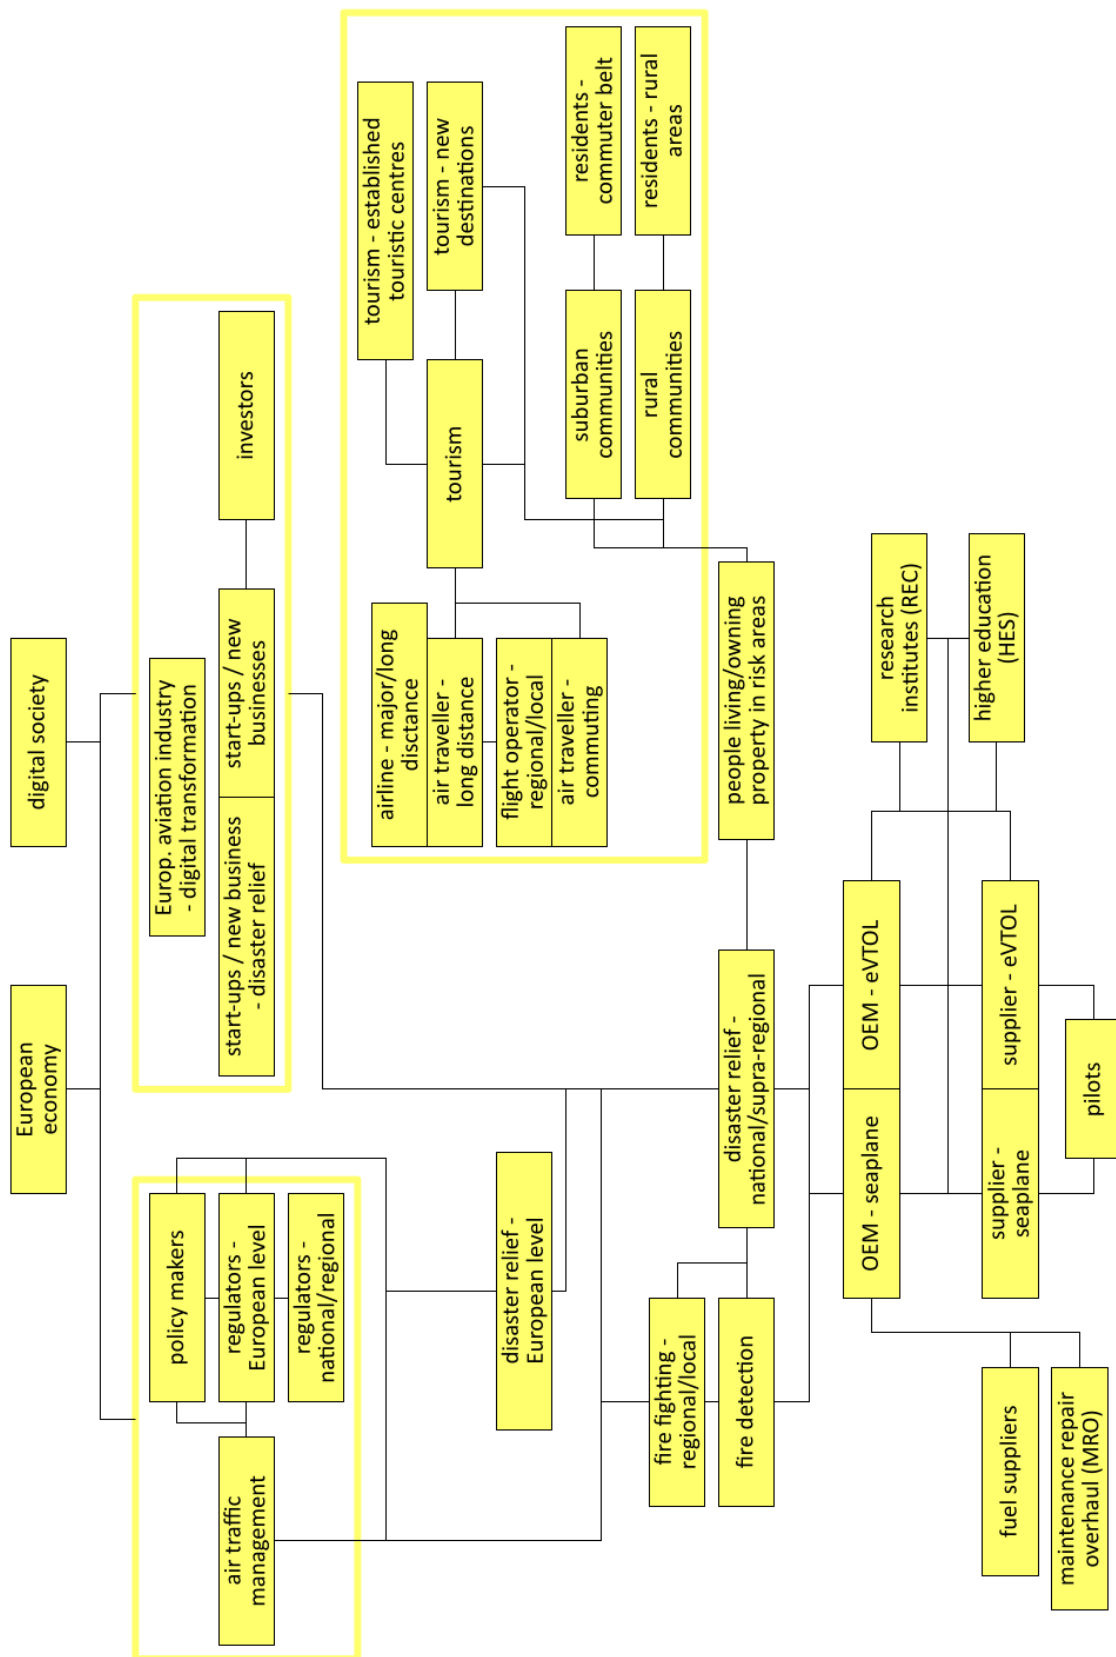 European
economy
digital society
policy makers
air traffic
management
regulators -
European level
regulators -
national/regional
Europ. aviation industry
- digital transformation
start-ups / new business
- disaster relief
start-ups / new
businesses
investors
airline - major/long
disctance
air traveller -
long distance
flight operator -
regional/local
air traveller -
commuting
tourism
tourism - established
touristic centres
tourism - new
destinations
suburban
communities
residents -
commuter belt
rural
communities
residents - rural
areas
disaster relief -
European level
fire fighting -
regional/local
fire detection
disaster relief -
national/supra-regional
people living/owning
property in risk areas
OEM - seaplane
OEM - eVTOL
research
institutes (REC)
higher education
(HES)
fuel suppliers
supplier -
seaplane
supplier - eVTOL
maintenance repair
overhaul (MRO)
pilots